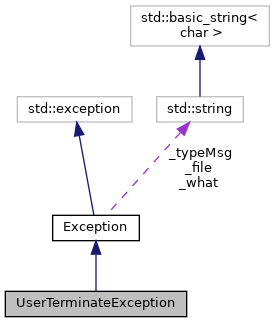 std::basic_string<
char >
std::exception
std::string
_typeMsg
_file
_what
Exception
UserTerminateException